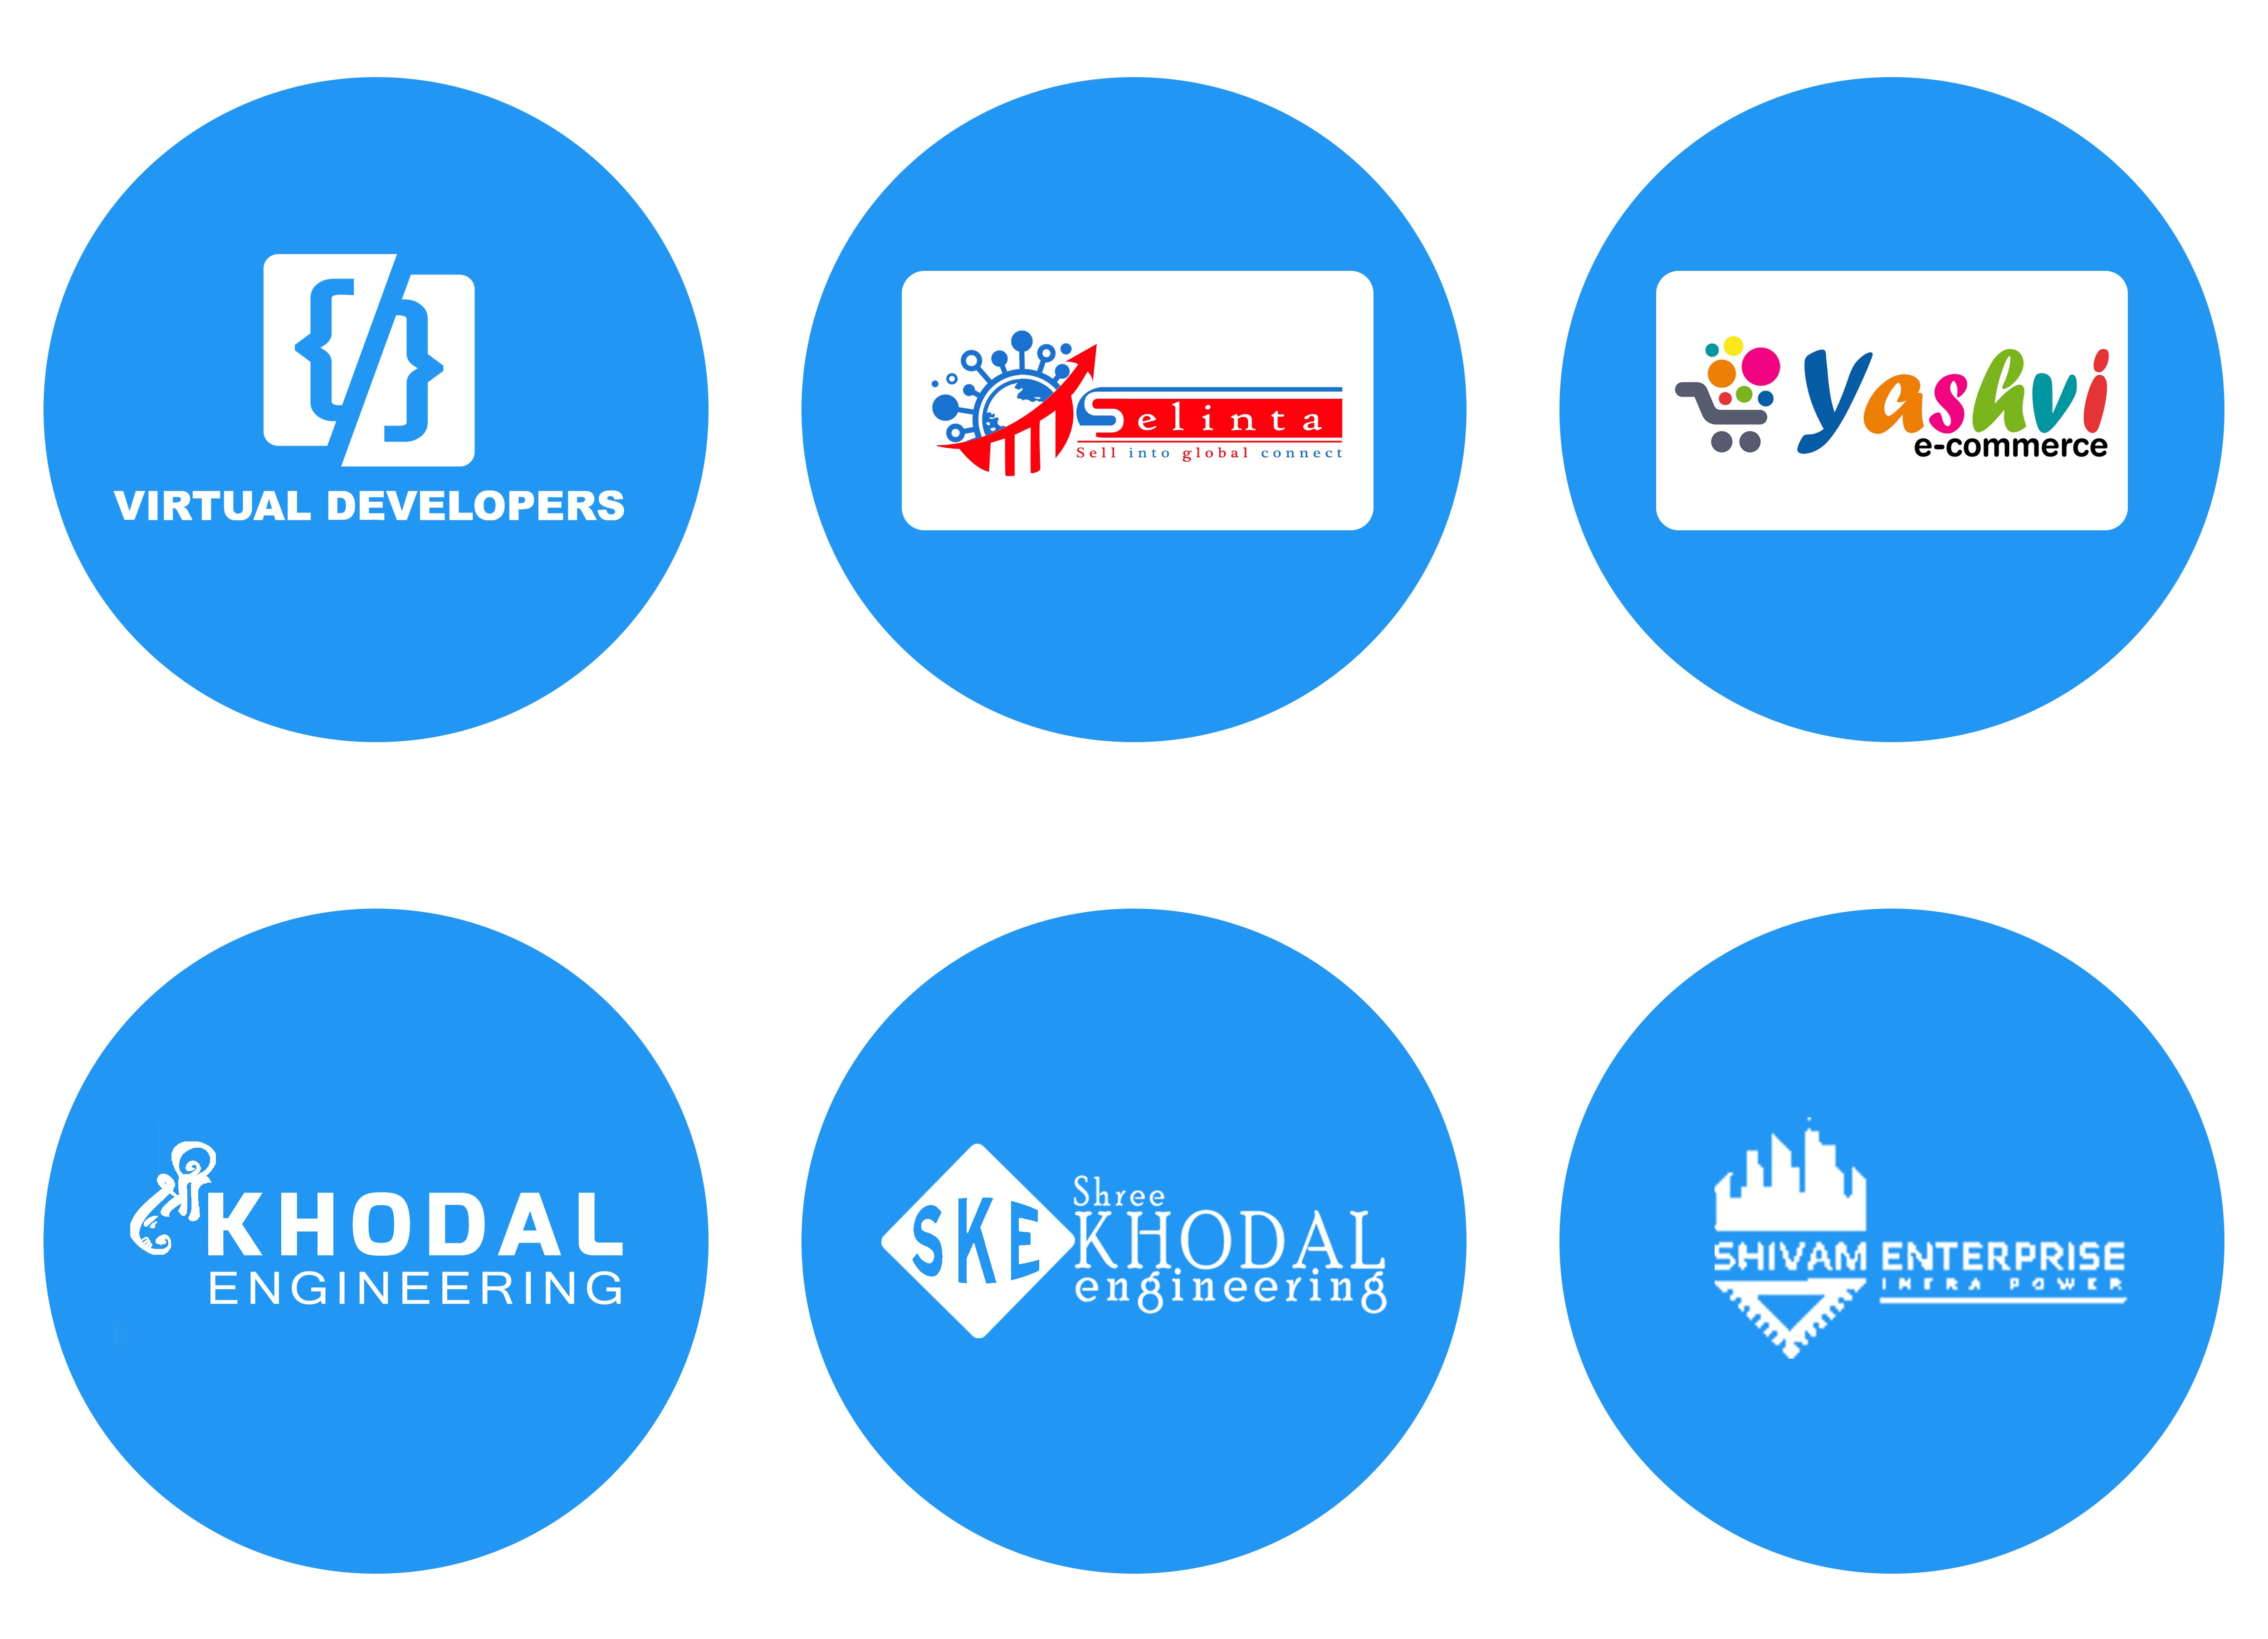 {/}
VIRTUAL DEVELOPERS
Selinta
Sell into global connect
yashvi
e-commerce
श्री KHODAL
ENGINEERING
SKE
Shree
KHODAL
engineering
SHIVAM ENTERPRISE
INFRA POWER